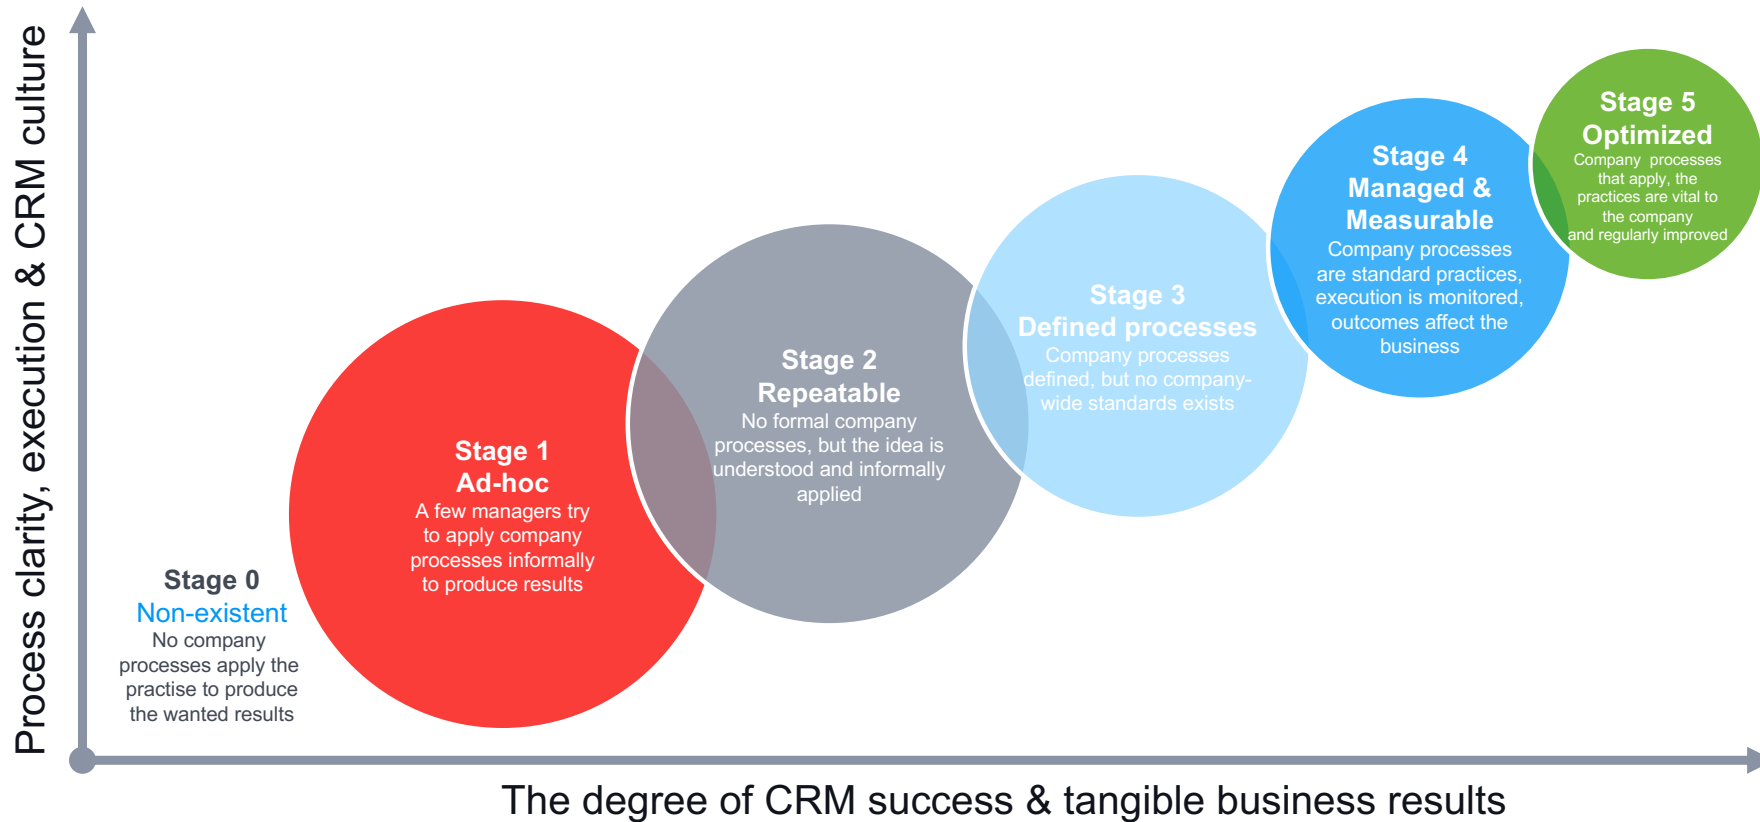 Process clarity, execution & CRM culture
Stage 0
Non-existent
No company
processes apply the
practise to produce
the wanted results
Stage 1
Ad-hoc
A few managers try
to apply company
processes informally
to produce results
Stage 2
Repeatable
No formal company
processes, but the idea is
understood and informally
applied
Stage 3
Defined processes
Company processes
defined, but no company-
wide standards exists
Stage 4
Managed &
Measurable
Company processes
are standard practices,
execution is monitored,
outcomes affect the
business
Stage 5
Optimized
Company processes
that apply, the
practices are vital to
the company
and regularly improved
The degree of CRM success & tangible business results